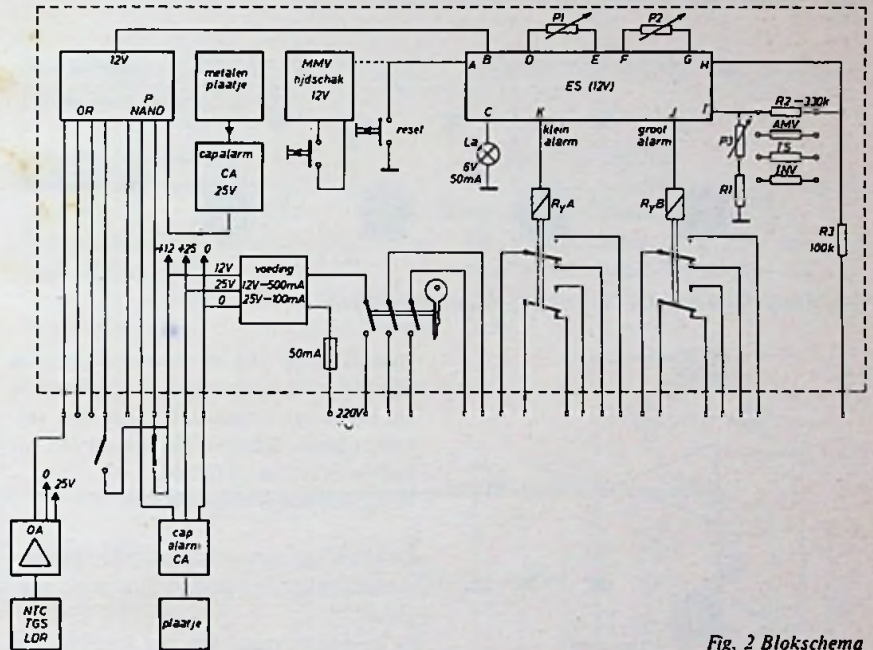 12V
OR
P
NAND
metalen
plaatje
capalarm
CA
25V
MMV
tijdschak
12V
reset
P1
P2
A
B
D
E
F
G
H
ES (12V)
C
K
J
I
klein
alarm
groot
alarm
La
6V
50mA
RyA
RyB
R2-330k
AMV
TS
INV
P3
R1
R3
100k
+12
+25
0
12V
25V
0
voeding
12V-500mA
25V-100mA
50mA
220V
0
25V
OA
NTC
TGS
LDR
cap
alarm
CA
plaatje
Fig. 2 Blokschema